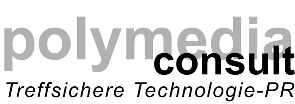 polymedia
consult
Treffsichere Technologie-PR